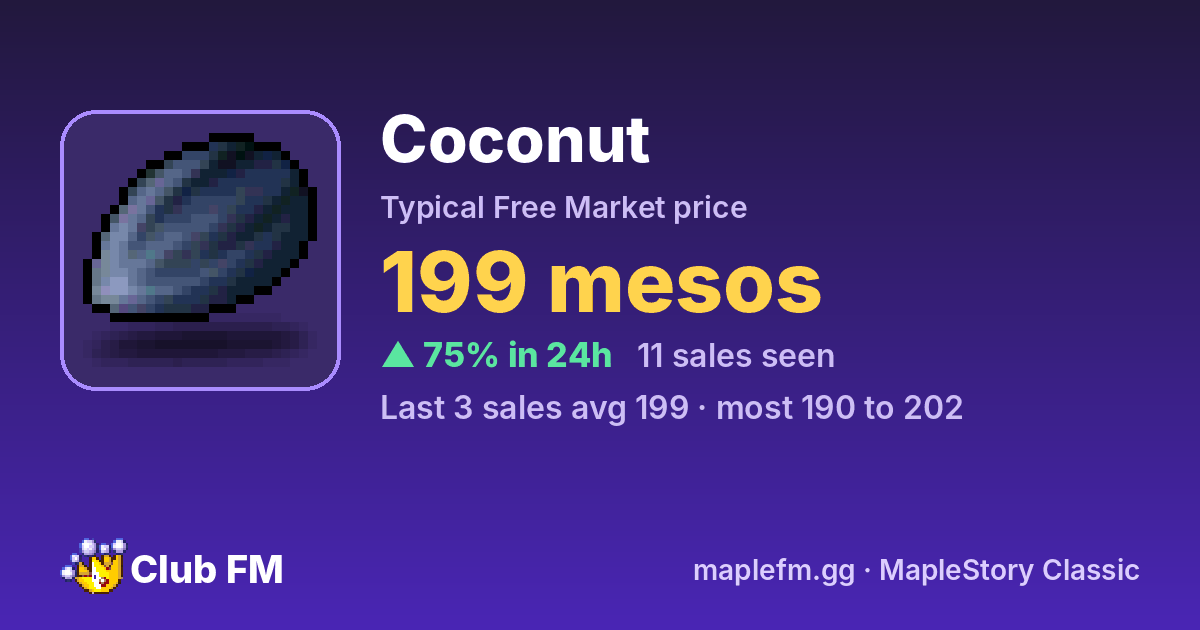 Coconut
Typical Free Market price
199 mesos
▲ 75% in 24h 11 sales seen
Last 3 sales avg 199 · most 190 to 202
Club FM
maplefm.gg · MapleStory Classic